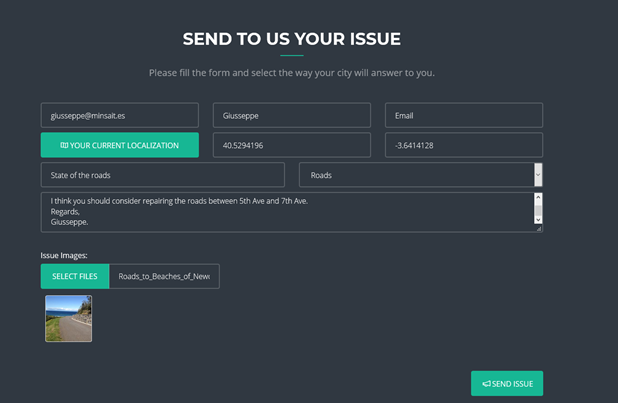 SEND TO US YOUR ISSUE
Please fill the form and select the way your city will answer to you.
giusseppe@minsait.es
Giusseppe
Email
YOUR CURRENT LOCALIZATION
40.5294196
-3.6414128
State of the roads
Roads
I think you should consider repairing the roads between 5th Ave and 7th Ave.
Regards,
Giusseppe.
Issue Images:
SELECT FILES
Roads_to_Beaches_of_New
SEND ISSUE